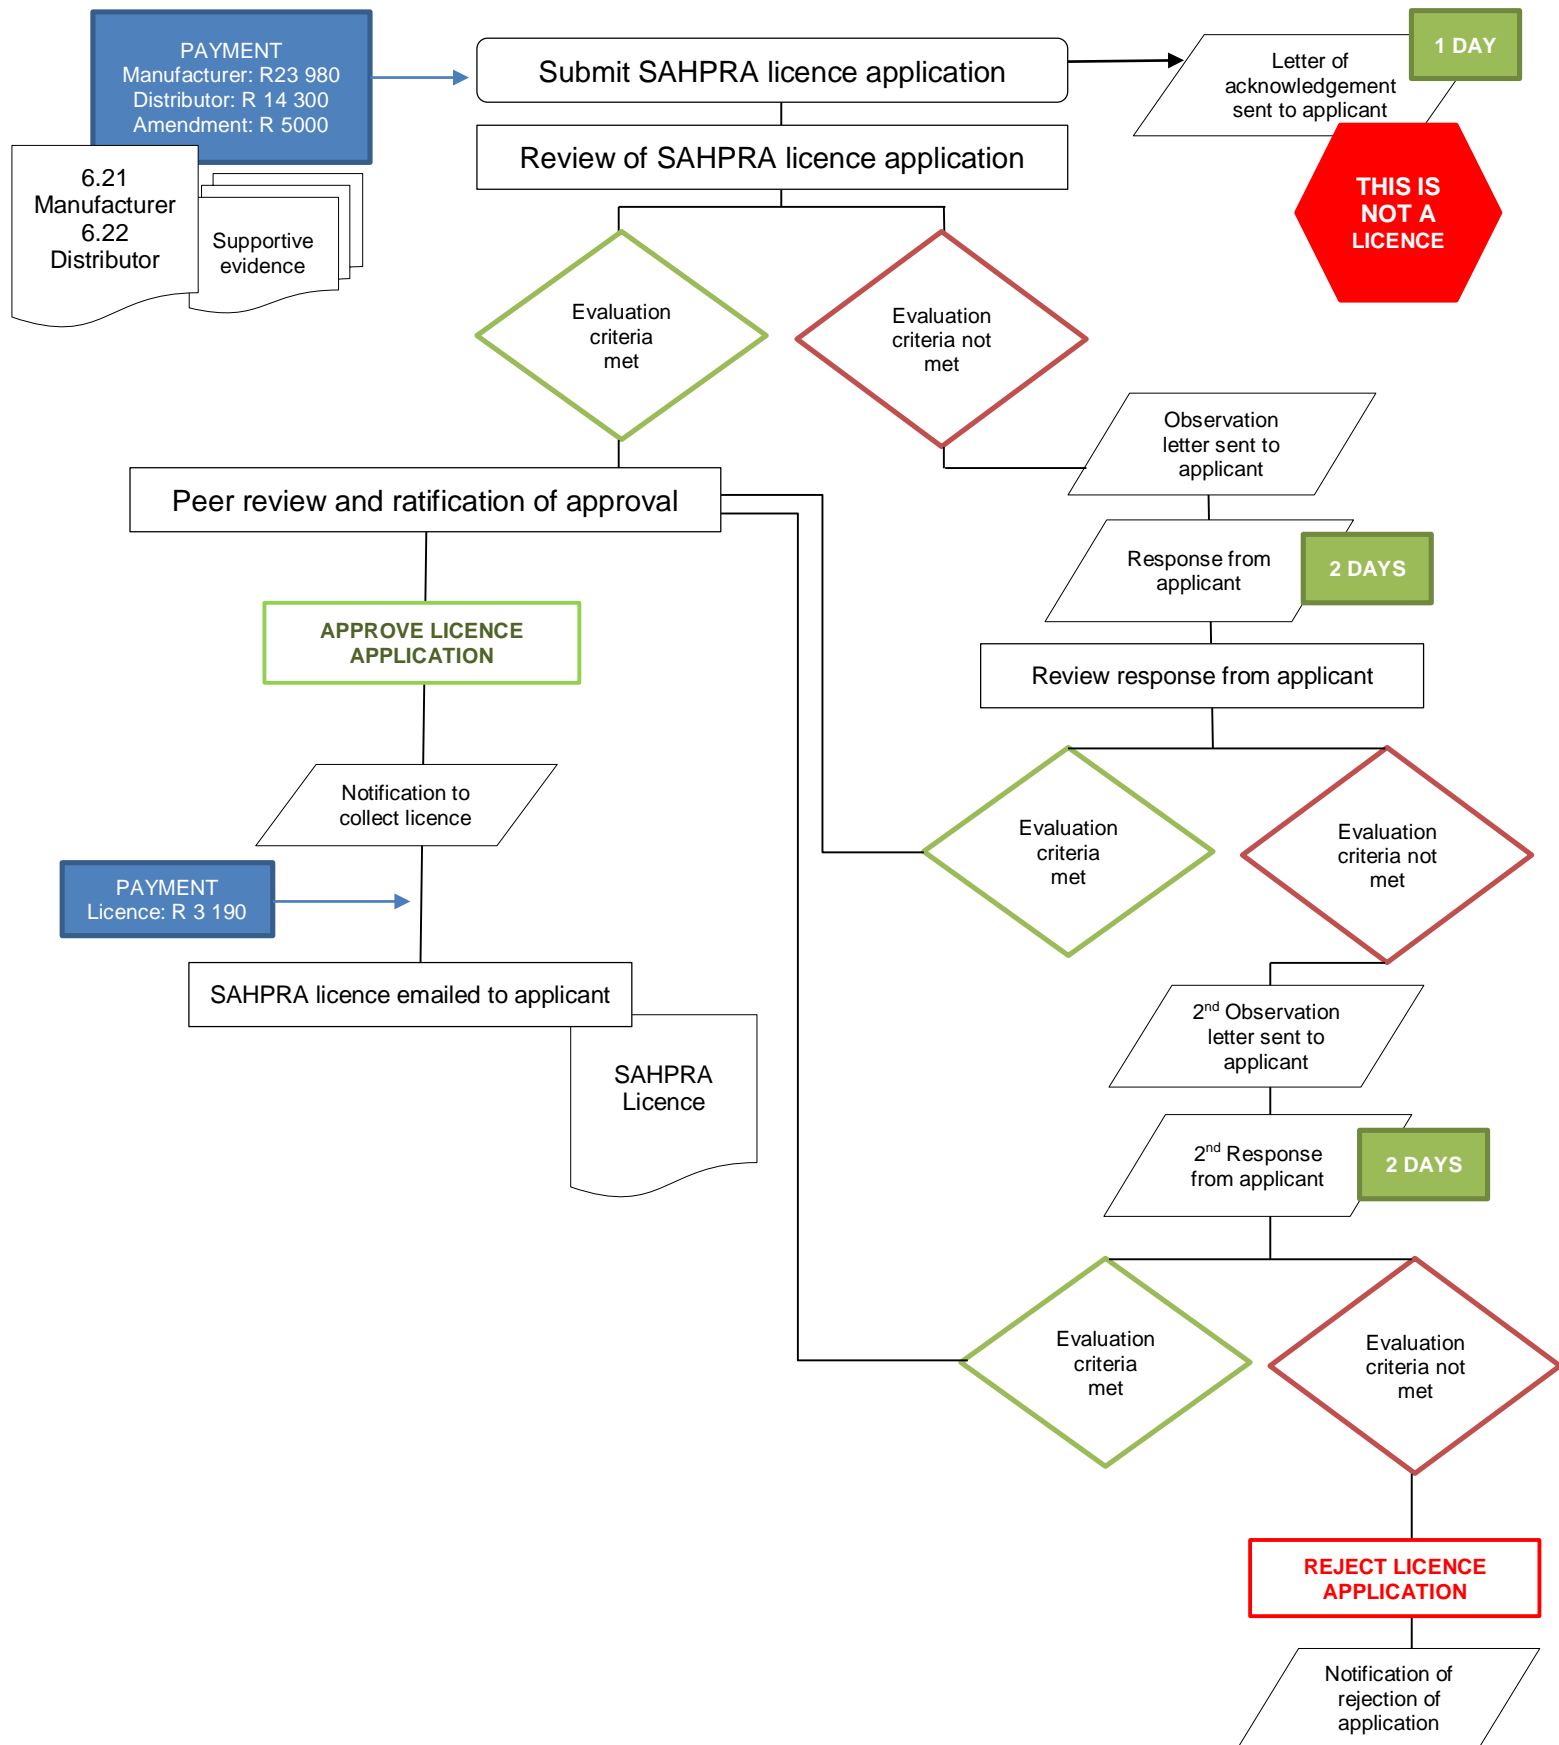 PAYMENT
Manufacturer: R23 980
Distributor: R 14 300
Amendment: R 5000
Submit SAHPRA licence application
Letter of
acknowledgement
sent to applicant
1 DAY
6.21
Manufacturer
6.22
Distributor
Supportive
evidence
Review of SAHPRA licence application
THIS IS
NOT A
LICENCE
Evaluation
criteria
met
Evaluation
criteria not
met
Observation
letter sent to
applicant
Peer review and ratification of approval
Response from
applicant
2 DAYS
APPROVE LICENCE
APPLICATION
Review response from applicant
Notification to
collect licence
Evaluation
criteria
met
Evaluation
criteria not
met
PAYMENT
Licence: R 3 190
SAHPRA licence emailed to applicant
2nd Observation
letter sent to
applicant
SAHPRA
Licence
2nd Response
from applicant
2 DAYS
Evaluation
criteria
met
Evaluation
criteria not
met
REJECT LICENCE
APPLICATION
Notification of
rejection of
application